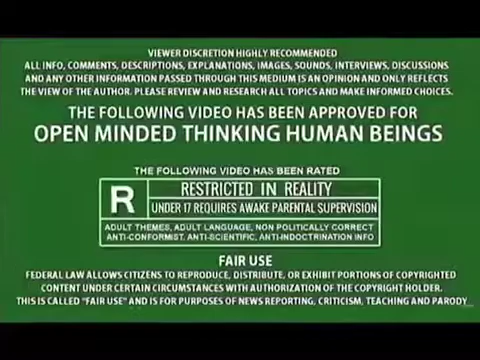 VIEWER DISCRETION HIGHLY RECOMMENDED
ALL INFO, COMMENTS, DESCRIPTIONS, EXPLANATIONS, IMAGES, SOUNDS, INTERVIEWS, DISCUSSIONS
AND ANY OTHER INFORMATION PASSED THROUGH THIS MEDIUM IS AN OPINION AND ONLY REFLECTS
THE VIEW OF THE AUTHOR. PLEASE REVIEW AND RESEARCH ALL TOPICS AND MAKE INFORMED CHOICES.
THE FOLLOWING VIDEO HAS BEEN APPROVED FOR
OPEN MINDED THINKING HUMAN BEINGS
THE FOLLOWING VIDEO HAS BEEN RATED
R
RESTRICTED IN REALITY
UNDER 17 REQUIRES AWAKE PARENTAL SUPERVISION
ADULT THEMES, ADULT LANGUAGE, NON POLITICALLY CORRECT
ANTI-CONFORMIST, ANTI-SCIENTIFIC, ANTI-INDOCTRINATION INFO
FAIR USE
FEDERAL LAW ALLOWS CITIZENS TO REPRODUCE, DISTRIBUTE, OR EXHIBIT PORTIONS OF COPYRIGHTED
CONTENT UNDER CERTAIN CIRCUMSTANCES WITH AUTHORIZATION OF THE COPYRIGHT HOLDER.
THIS IS CALLED "FAIR USE" AND IS FOR PURPOSES OF NEWS REPORTING, CRITICISM, TEACHING AND PARODY...